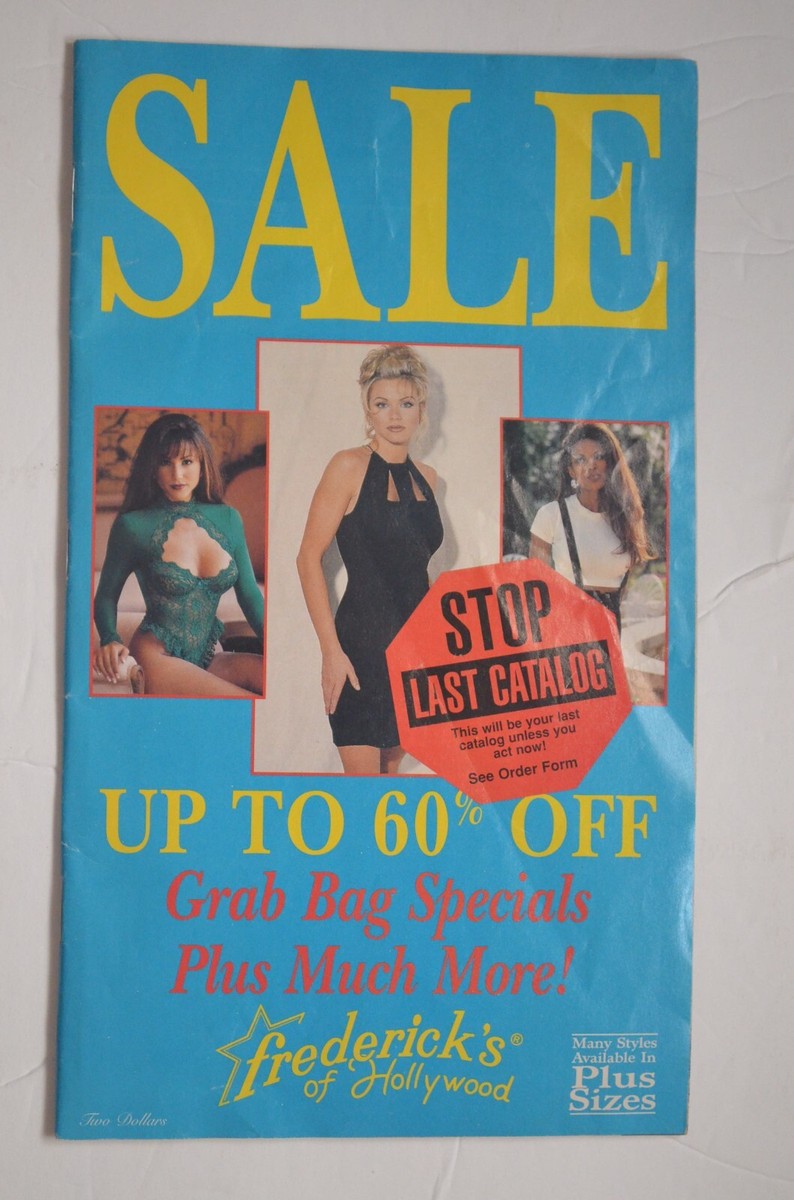 SALE
STOP
LAST CATALOG
This will be your last
catalog unless you
act now!
See Order Form
UP TO 60% OFF
Grab Bag Specials
Plus Much More!
frederick's®
of Hollywood
Many Styles
Available In
Plus
Sizes
Two Dollars